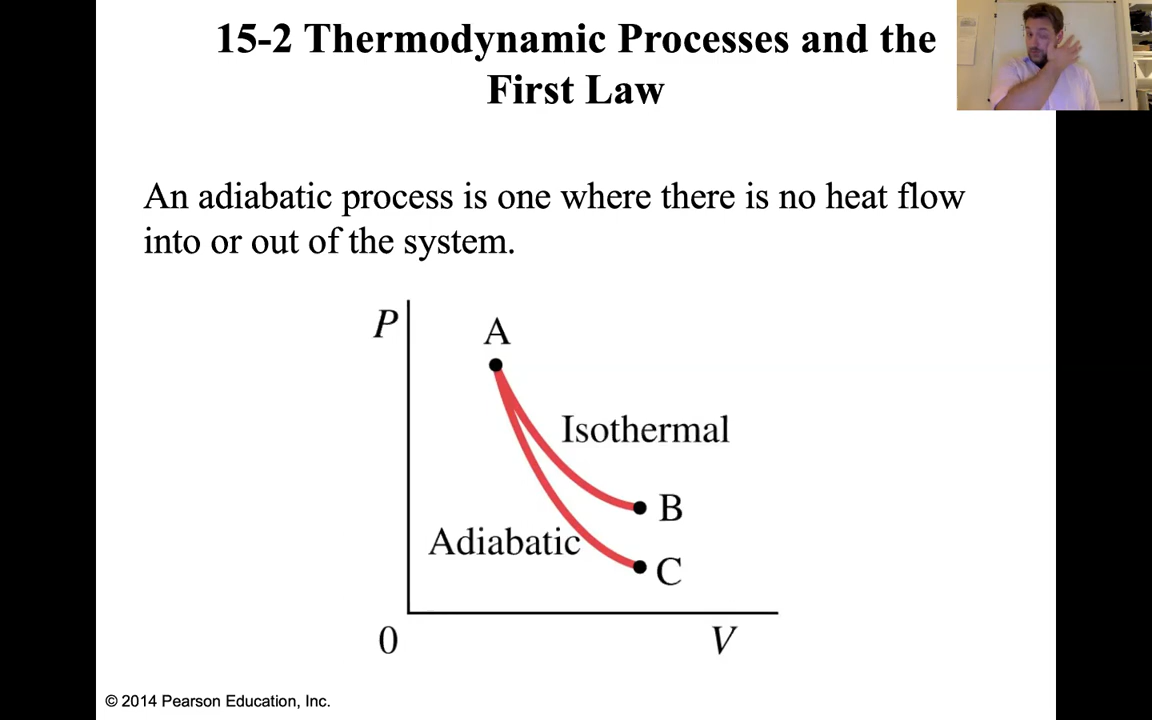 15-2 Thermodynamic Processes and the
First Law
An adiabatic process is one where there is no heat flow
into or out of the system.
P
A
Isothermal
B
Adiabatic
C
0
V
© 2014 Pearson Education, Inc.